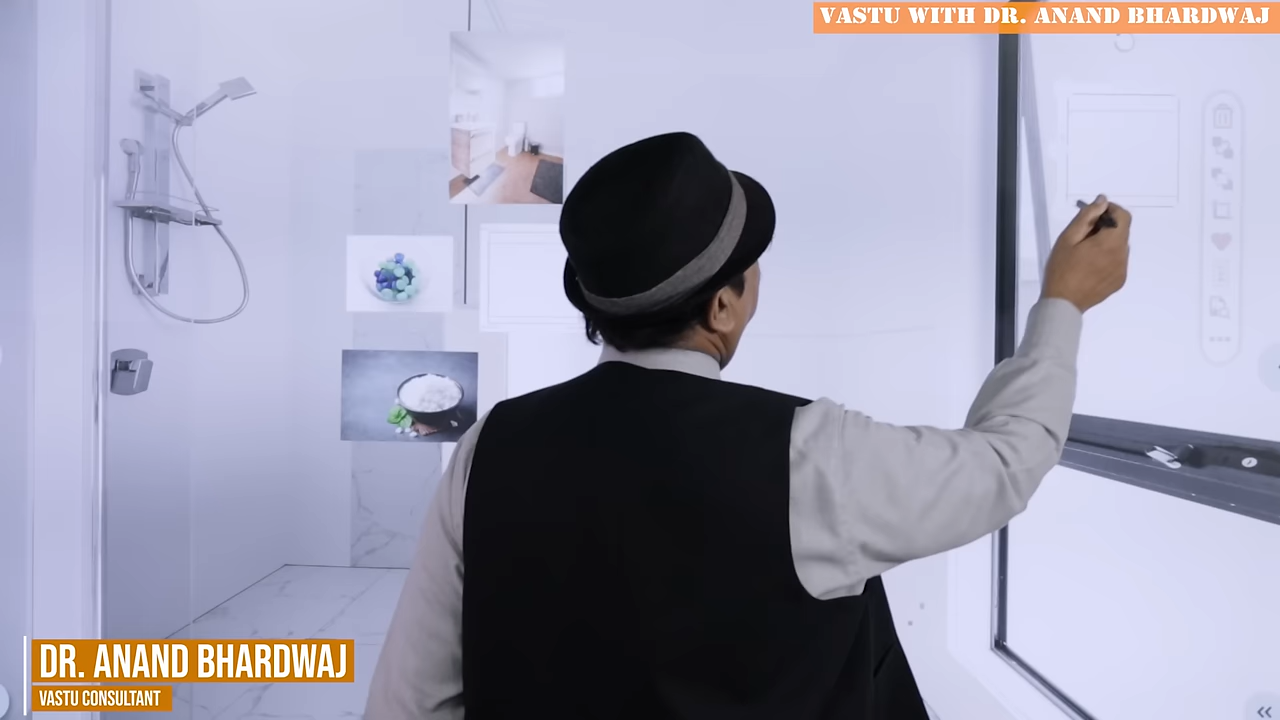 VASTU WITH DR. ANAND BHARDWAJ
DR. ANAND BHARDWAJ
VASTU CONSULTANT